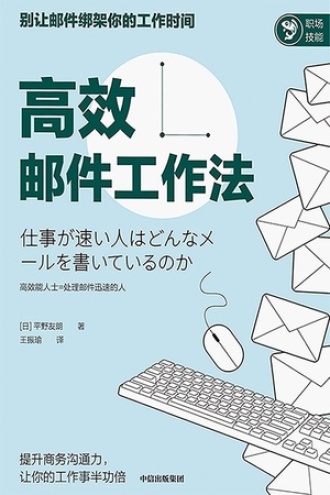 别让邮件绑架你的工作时间
职场
技能
高效
邮件工作法
仕事が速い人はどんなメ
ールを書いているのか
高效能人士=处理邮件迅速的人
[日]平野友朗 著
王振瑜 译
提升商务沟通力，
让你的工作事半功倍
中信出版集团